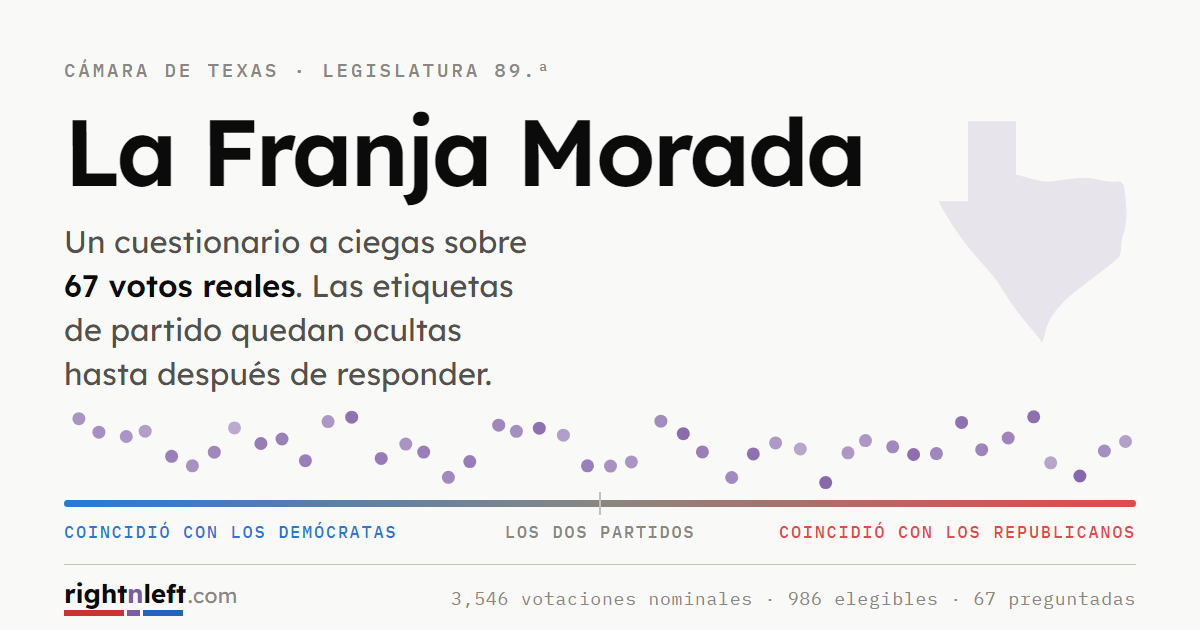 CÁMARA DE TEXAS · LEGISLATURA 89.ª
La Franja Morada
Un cuestionario a ciegas sobre
67 votos reales. Las etiquetas
de partido quedan ocultas
hasta después de responder.
COINCIDIÓ CON LOS DEMÓCRATAS
LOS DOS PARTIDOS
COINCIDIÓ CON LOS REPUBLICANOS
rightnleft.com
3,546 votaciones nominales · 986 elegibles · 67 preguntadas